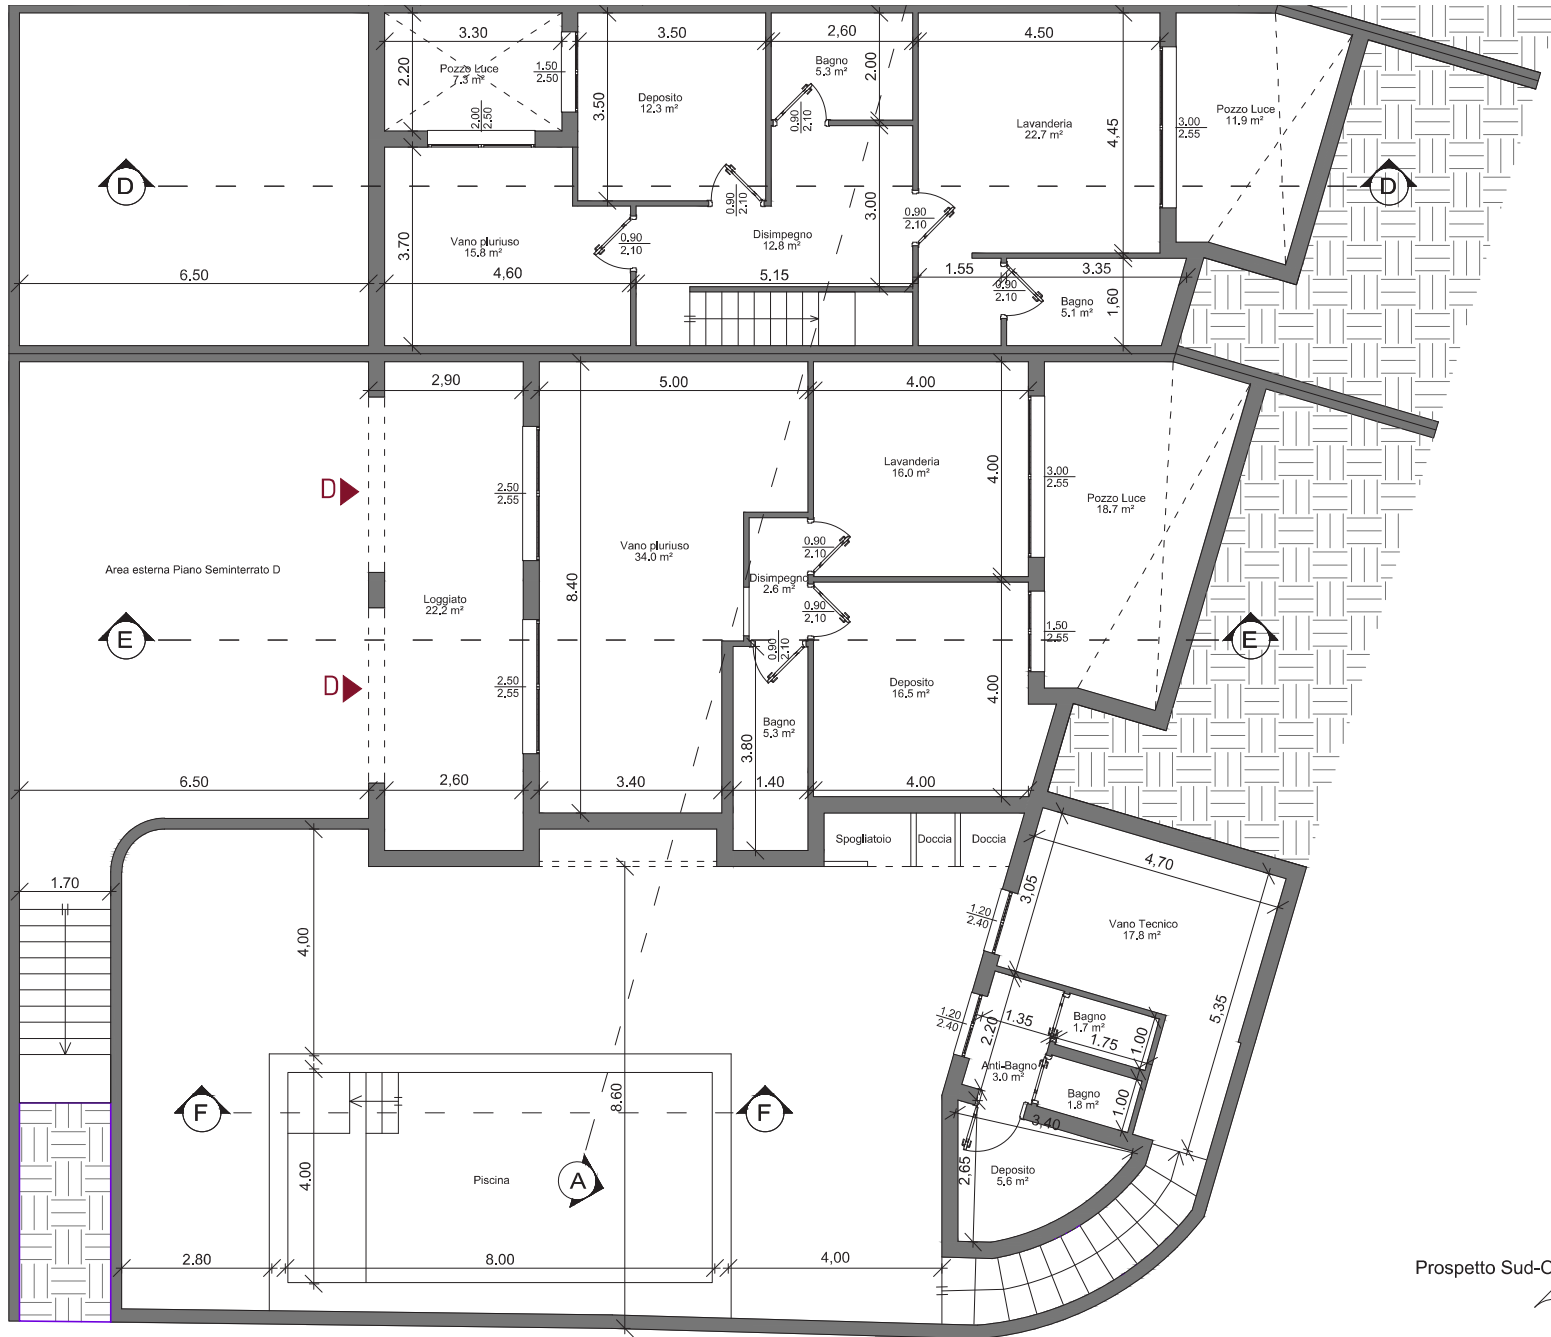 3.30
3.50
2,60
4.50
2.20
Pozzo Luce
7.3 m²
1.50
2.50
Deposito
12.3 m²
3.50
Bagno
5.3 m²
2.00
0.90
2.10
Lavanderia
22.7 m²
4,45
3.00
2.55
Pozzo Luce
11.9 m²
2.00
2.50
D
D
3.70
Vano pluriuso
15.8 m²
0.90
2.10
0.90
2.10
Disimpegno
12.8 m²
3.00
0.90
2.10
6.50
4,60
5.15
1.55
3.35
0.90
2.10
Bagno
5.1 m²
1,60
2,90
5.00
4.00
D
2.50
2.55
Lavanderia
16.0 m²
4.00
3.00
2.55
Pozzo Luce
18.7 m²
Area esterna Piano Seminterrato D
Loggiato
22.2 m²
8.40
Vano pluriuso
34.0 m²
0.90
2.10
Disimpegno
2.6 m²
0.90
2.10
1.50
2.55
E
E
0.90
2.10
D
2.50
2.55
Deposito
16.5 m²
4.00
Bagno
5.3 m²
3.80
6.50
2,60
3.40
1.40
4.00
Spogliatoio
Doccia
Doccia
1.70
4,00
4,70
3,05
1.20
2.40
Vano Tecnico
17.8 m²
5,35
1.20
2.40
2.20
1.35
Bagno
1.7 m²
1.75
1.00
Anti-Bagno
3.0 m²
Bagno
1.8 m²
1.00
F
F
8.60
3,40
4.00
Piscina
A
2,65
Deposito
5.6 m²
2.80
8.00
4,00
Prospetto Sud-O